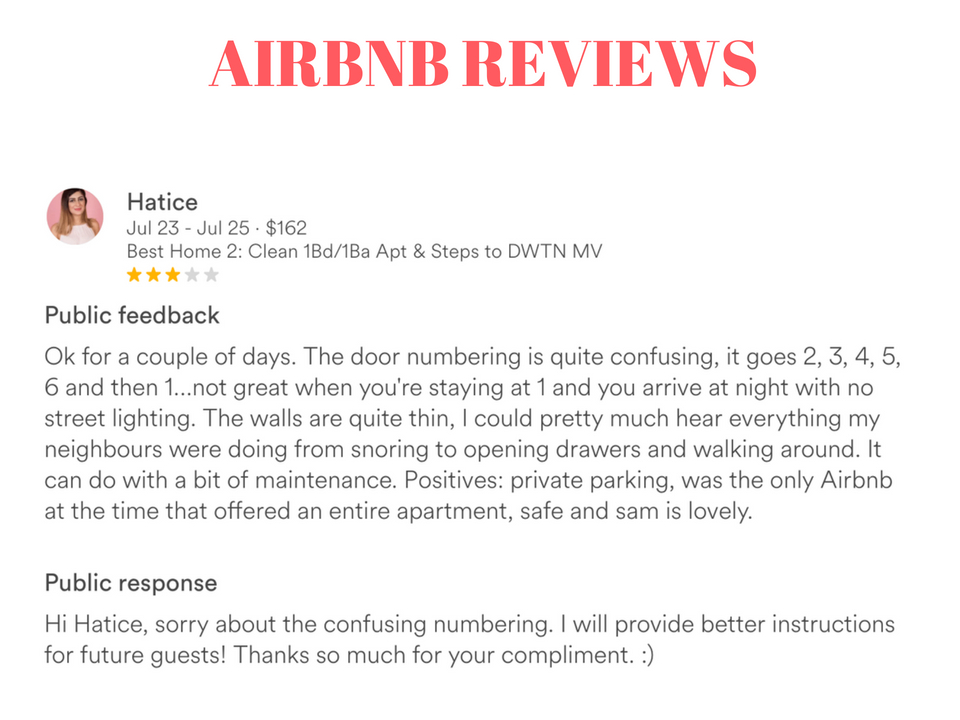 AIRBNB REVIEWS
Hatice
Jul 23 - Jul 25 · $162
Best Home 2: Clean 1Bd/1Ba Apt & Steps to DWTN MV
Public feedback
Ok for a couple of days. The door numbering is quite confusing, it goes 2, 3, 4, 5,
6 and then 1...not great when you're staying at 1 and you arrive at night with no
street lighting. The walls are quite thin, I could pretty much hear everything my
neighbours were doing from snoring to opening drawers and walking around. It
can do with a bit of maintenance. Positives: private parking, was the only Airbnb
at the time that offered an entire apartment, safe and sam is lovely.
Public response
Hi Hatice, sorry about the confusing numbering. I will provide better instructions
for future guests! Thanks so much for your compliment. :)